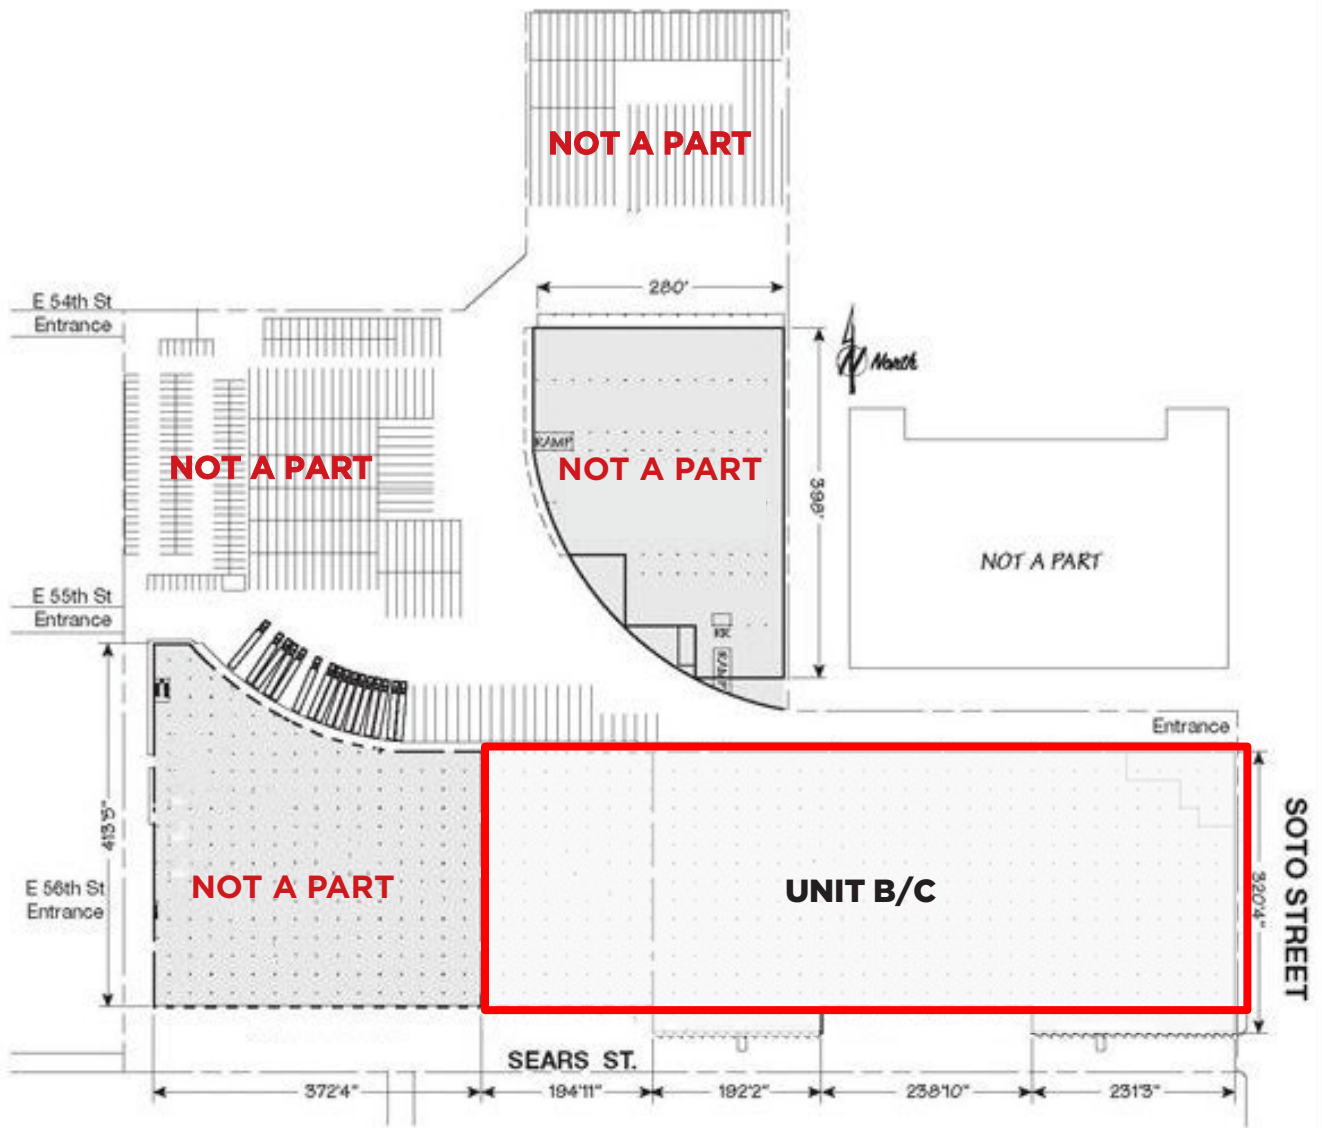 NOT A PART
280'
E 54th St
Entrance
North
RAMP
NOT A PART
NOT A PART
398'
NOT A PART
E 55th St
Entrance
RAMP
Entrance
413'5"
SOTO STREET
E 56th St
Entrance
NOT A PART
UNIT B/C
320'4"
SEARS ST.
372'4"
194'11"
192'2"
238'10"
231'3"